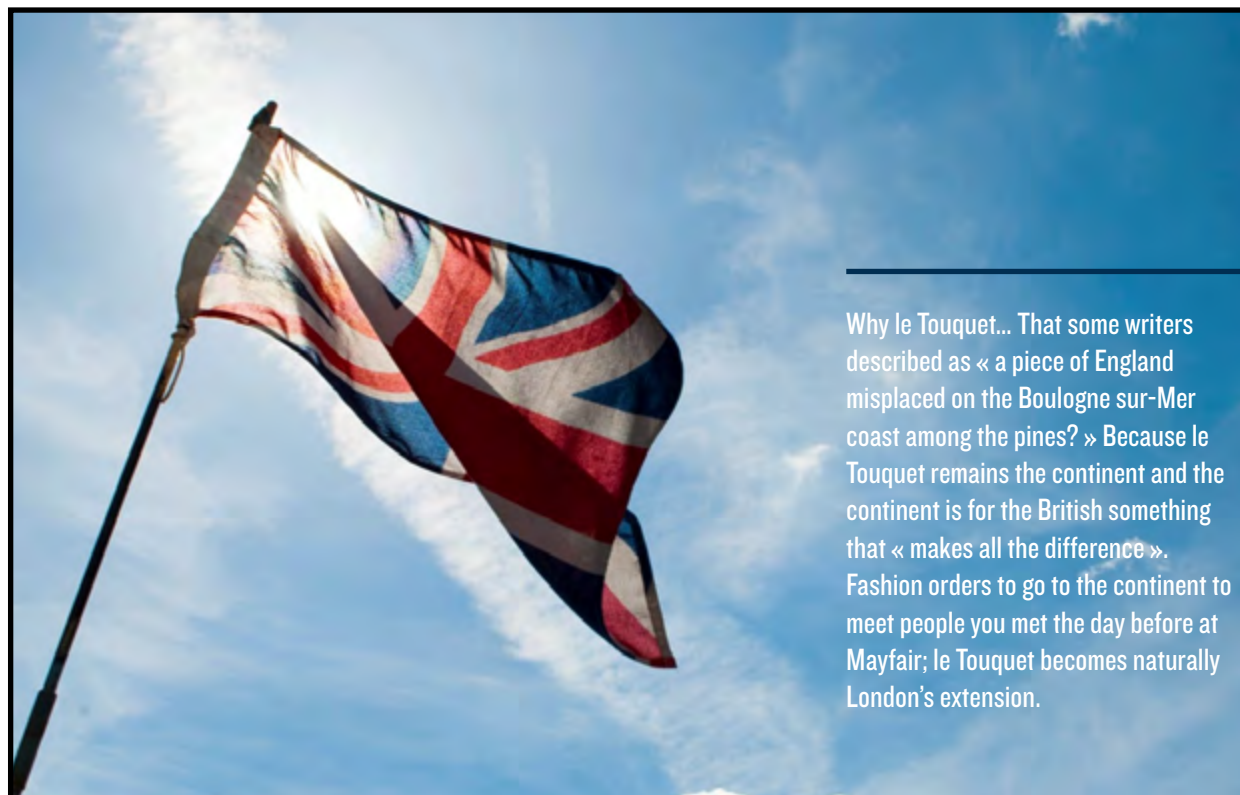 Why le Touquet... That some writers
described as « a piece of England
misplaced on the Boulogne sur-Mer
coast among the pines? » Because le
Touquet remains the continent and the
continent is for the British something
that « makes all the difference ».
Fashion orders to go to the continent to
meet people you met the day before at
Mayfair; le Touquet becomes naturally
London’s extension.